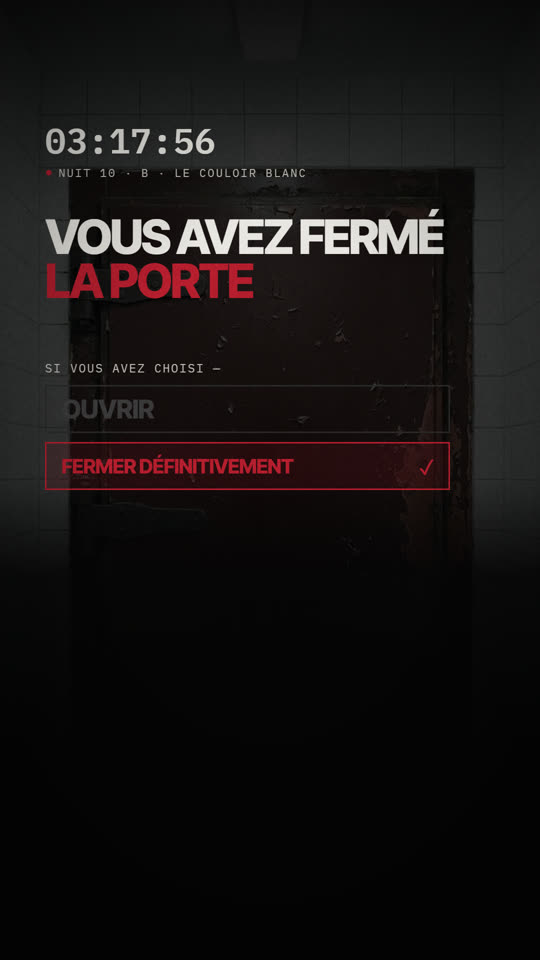 03:17:56
NUIT 10 · B · LE COULOIR BLANC
VOUS AVEZ FERMÉ
LA PORTE
SI VOUS AVEZ CHOISI —
OUVRIR
FERMER DÉFINITIVEMENT ✓